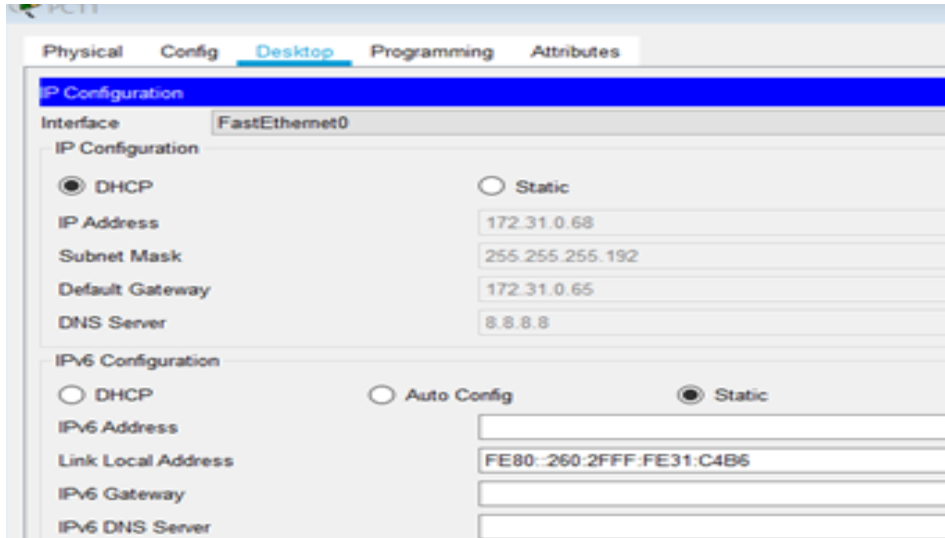 Physical Config Desktop Programming Attributes
IP Configuration
Interface FastEthernet0
IP Configuration
DHCP Static
IP Address 172.31.0.68
Subnet Mask 255.255.255.192
Default Gateway 172.31.0.65
DNS Server 8.8.8.8
IPv6 Configuration
DHCP Auto Config Static
IPv6 Address
Link Local Address FE80::260:2FFF:FE31:C4B6
IPv6 Gateway
IPv6 DNS Server